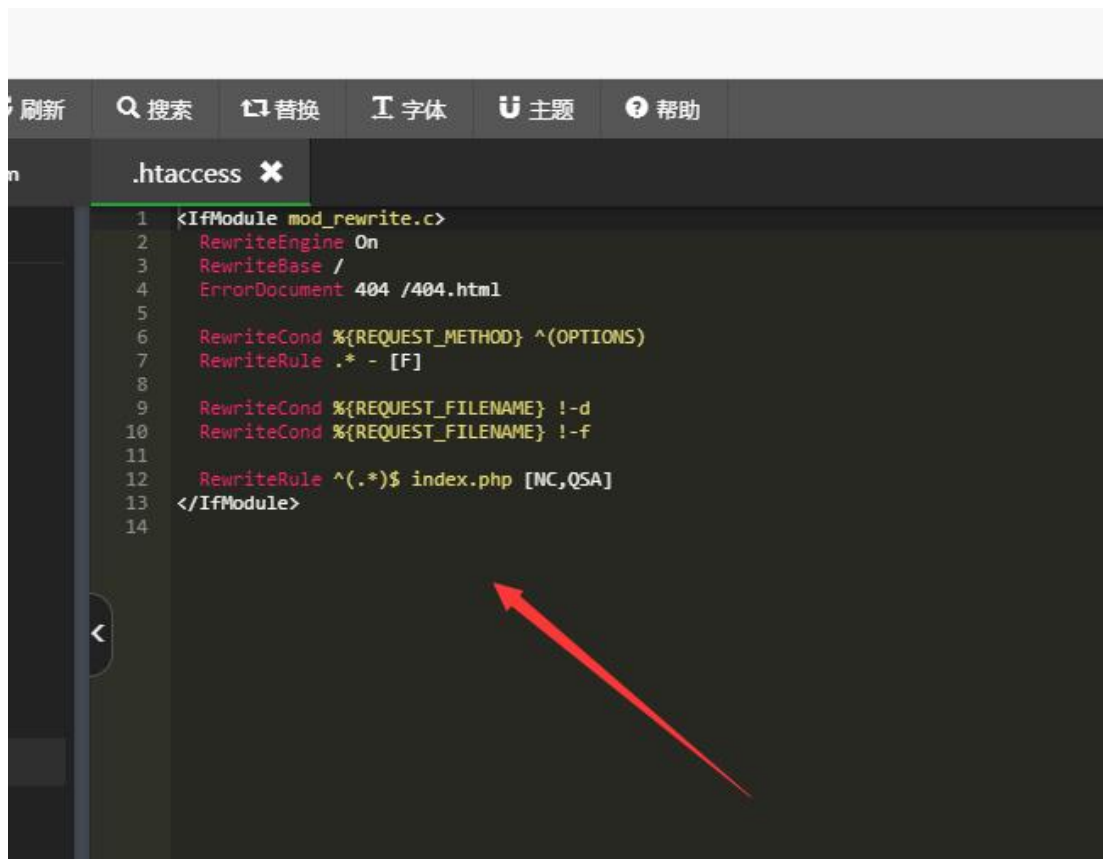 刷新 搜索 替换 字体 主题 帮助
m .htaccess
1 <IfModule mod_rewrite.c>
2 RewriteEngine On
3 RewriteBase /
4 ErrorDocument 404 /404.html
5
6 RewriteCond %{REQUEST_METHOD} ^(OPTIONS)
7 RewriteRule .* - [F]
8
9 RewriteCond %{REQUEST_FILENAME} !-d
10 RewriteCond %{REQUEST_FILENAME} !-f
11
12 RewriteRule ^(.*)$ index.php [NC,QSA]
13 </IfModule>
14